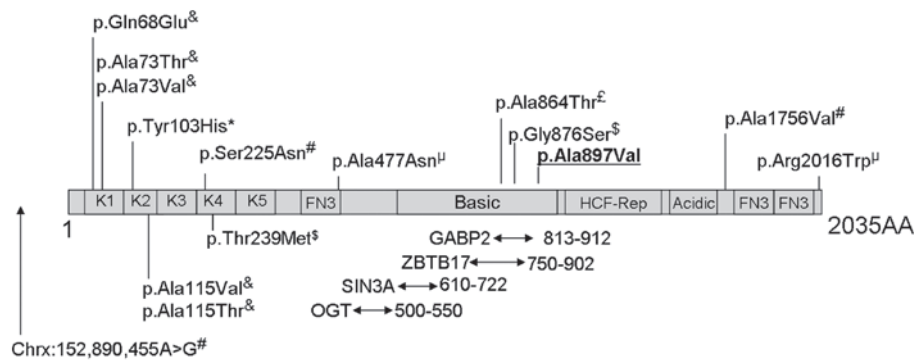 p.Gln68Glu&
p.Ala73Thr&
p.Ala73Val&
p.Ala864Thr£
p.Tyr103His*
p.Gly876Ser$
p.Ala1756Val#
p.Ser225Asn#
p.Ala477Asnµ
p.Ala897Val
p.Arg2016Trpµ
K1 K2 K3 K4 K5 FN3 Basic HCF-Rep Acidic FN3 FN3
1 2035AA
p.Thr239Met$
GABP2 813-912
ZBTB17 750-902
p.Ala115Val&
SIN3A 610-722
p.Ala115Thr&
OGT 500-550
Chrx:152,890,455A>G#